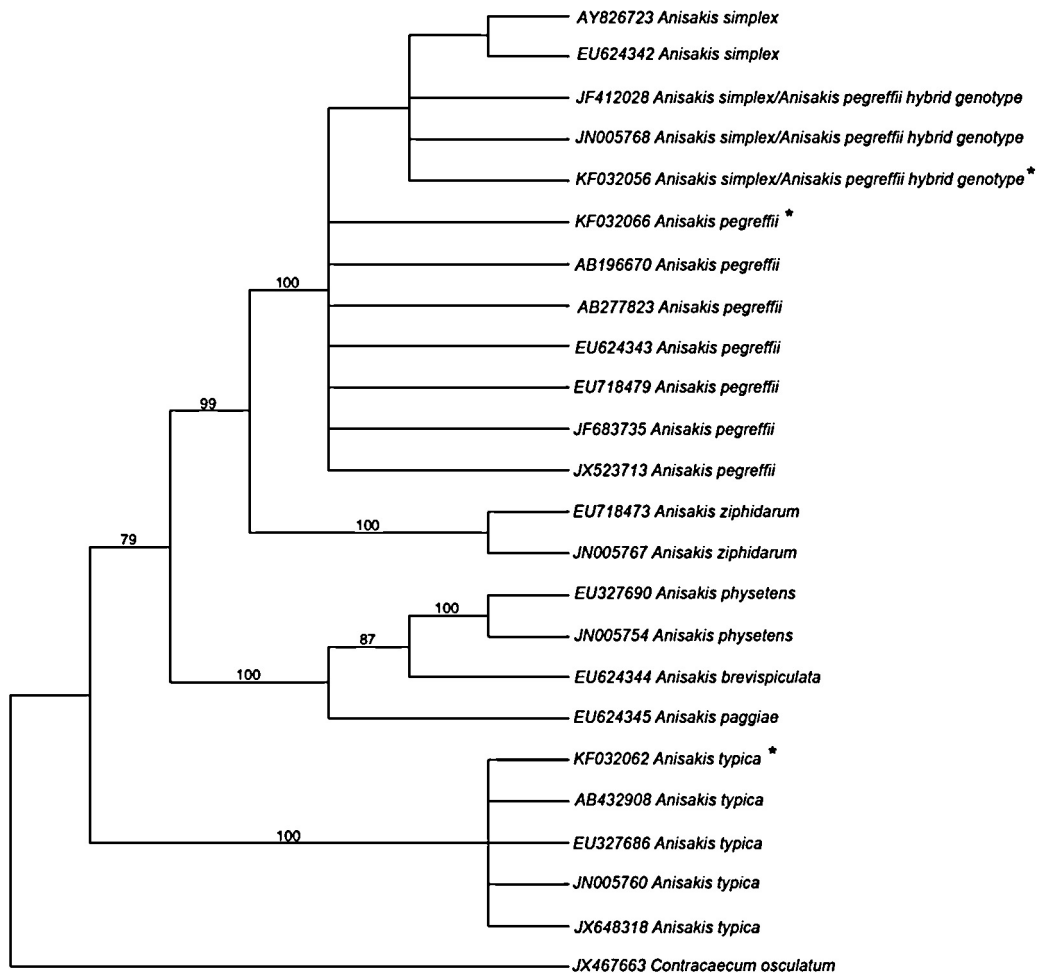 AY826723 Anisakis simplex
EU624342 Anisakis simplex
JF412028 Anisakis simplex/Anisakis pegreffii hybrid genotype
JN005768 Anisakis simplex/Anisakis pegreffii hybrid genotype
KF032056 Anisakis simplex/Anisakis pegreffii hybrid genotype*
KF032066 Anisakis pegreffii *
AB196670 Anisakis pegreffii
100
AB277823 Anisakis pegreffii
EU624343 Anisakis pegreffii
EU718479 Anisakis pegreffii
99
JF683735 Anisakis pegreffii
JX523713 Anisakis pegreffii
EU718473 Anisakis ziphidarum
100
79
JN005767 Anisakis ziphidarum
EU327690 Anisakis physetens
100
JN005754 Anisakis physetens
87
EU624344 Anisakis brevispiculata
100
EU624345 Anisakis paggiae
KF032062 Anisakis typica *
AB432908 Anisakis typica
100
EU327686 Anisakis typica
JN005760 Anisakis typica
JX648318 Anisakis typica
JX467663 Contracaecum osculatum